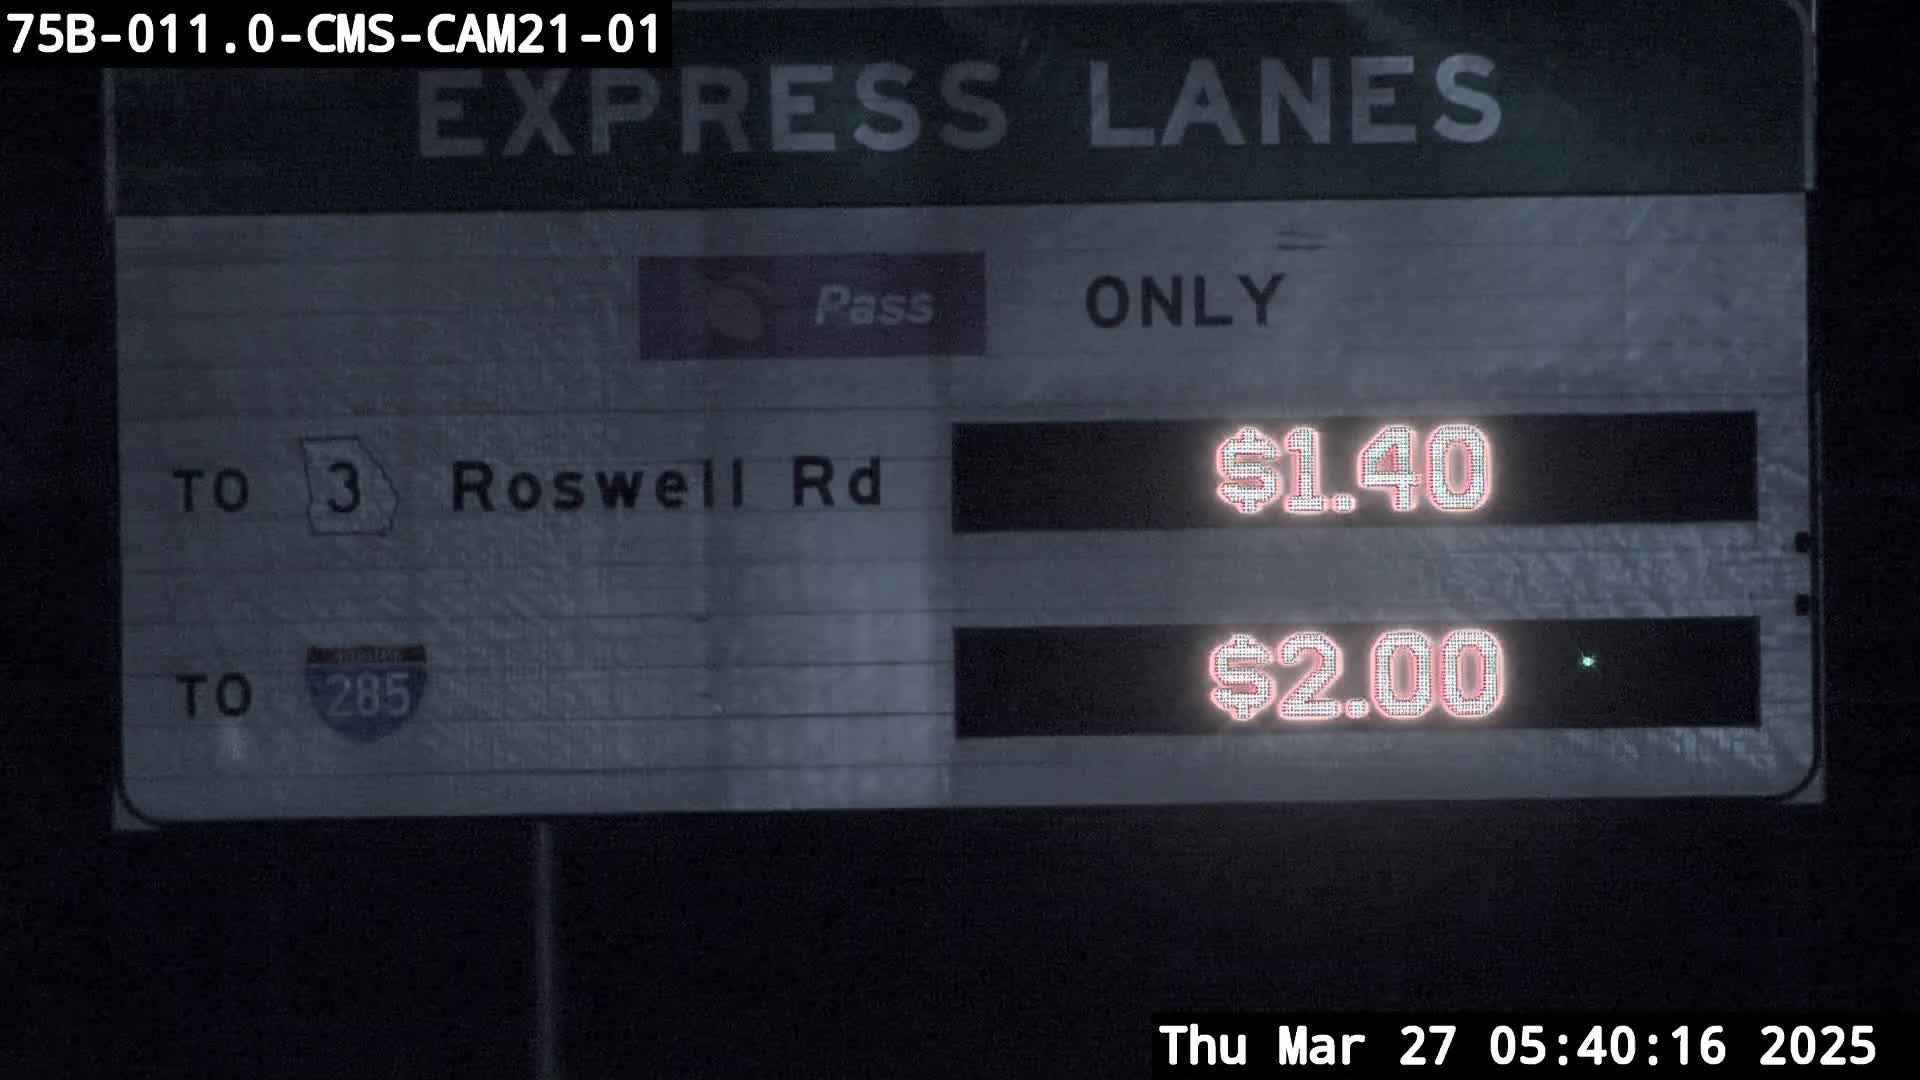 75B-011.0-CMS-CAM21-01
EXPRESS LANES
Pass ONLY
TO 3 Roswell Rd $1.40
TO 285 $2.00
Thu Mar 27 05:40:16 2025